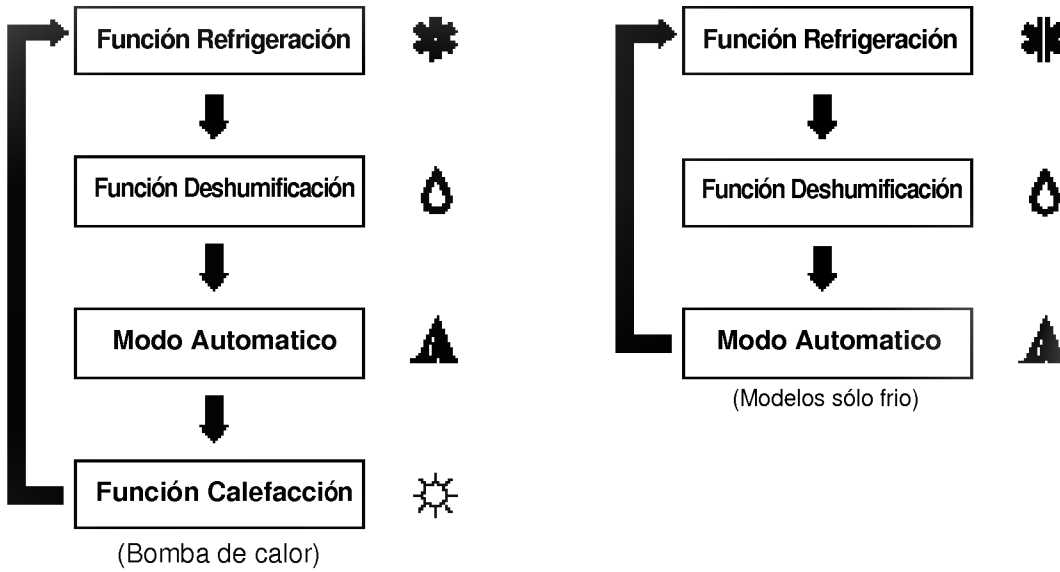 Función Refrigeración
Función Deshumificación
Modo Automatico
Función Calefacción
(Bomba de calor)
Función Refrigeración
Función Deshumificación
Modo Automatico
(Modelos sólo frio)